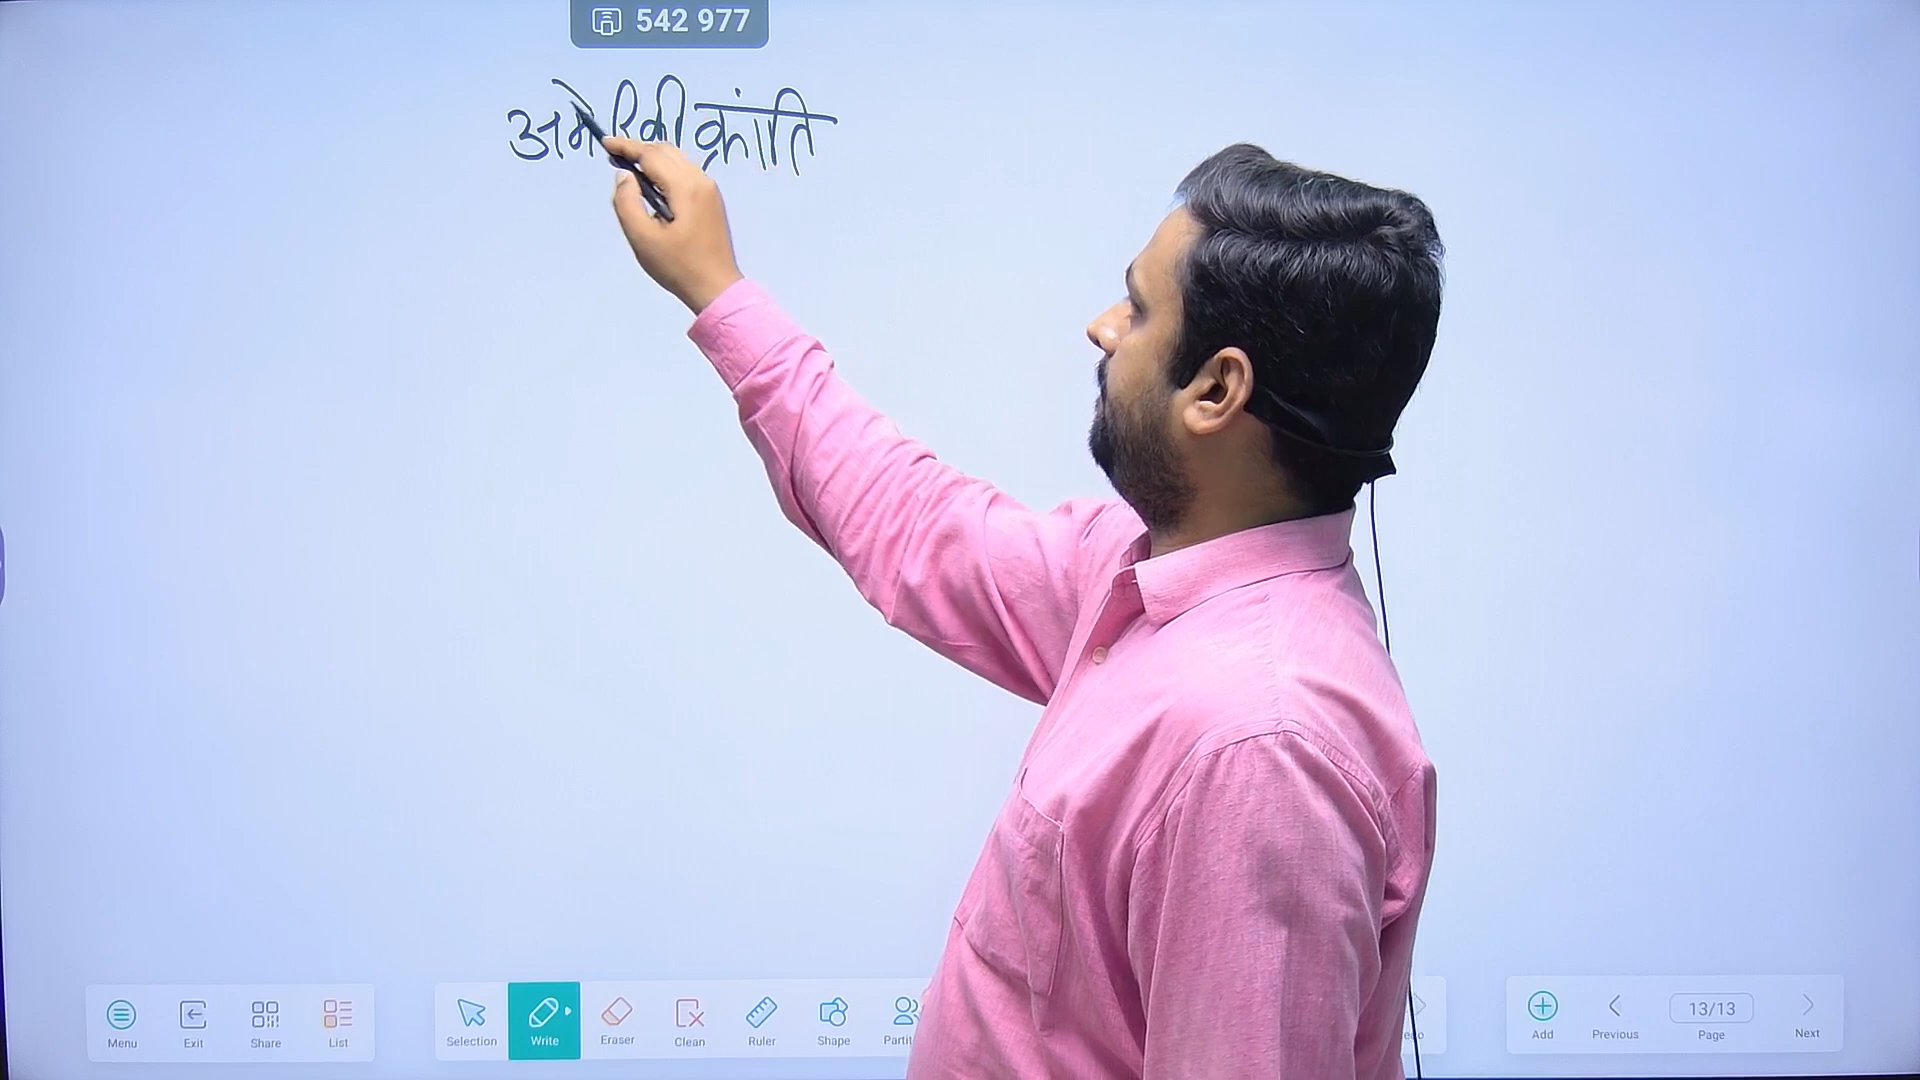 542 977
अमेरिकी क्रांति
Menu
Exit
Share
List
Selection
Write
Eraser
Clean
Ruler
Shape
Add
Previous
13/13
Page
Next